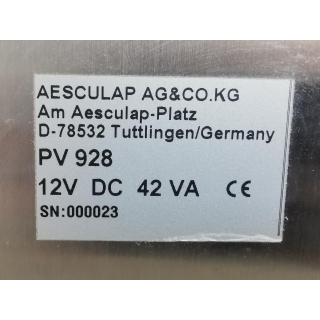 AESCULAP AG&CO.KG
Am Aesculap-Platz
D-78532 Tuttlingen/Germany
PV 928
12V DC 42 VA CE
SN:000023